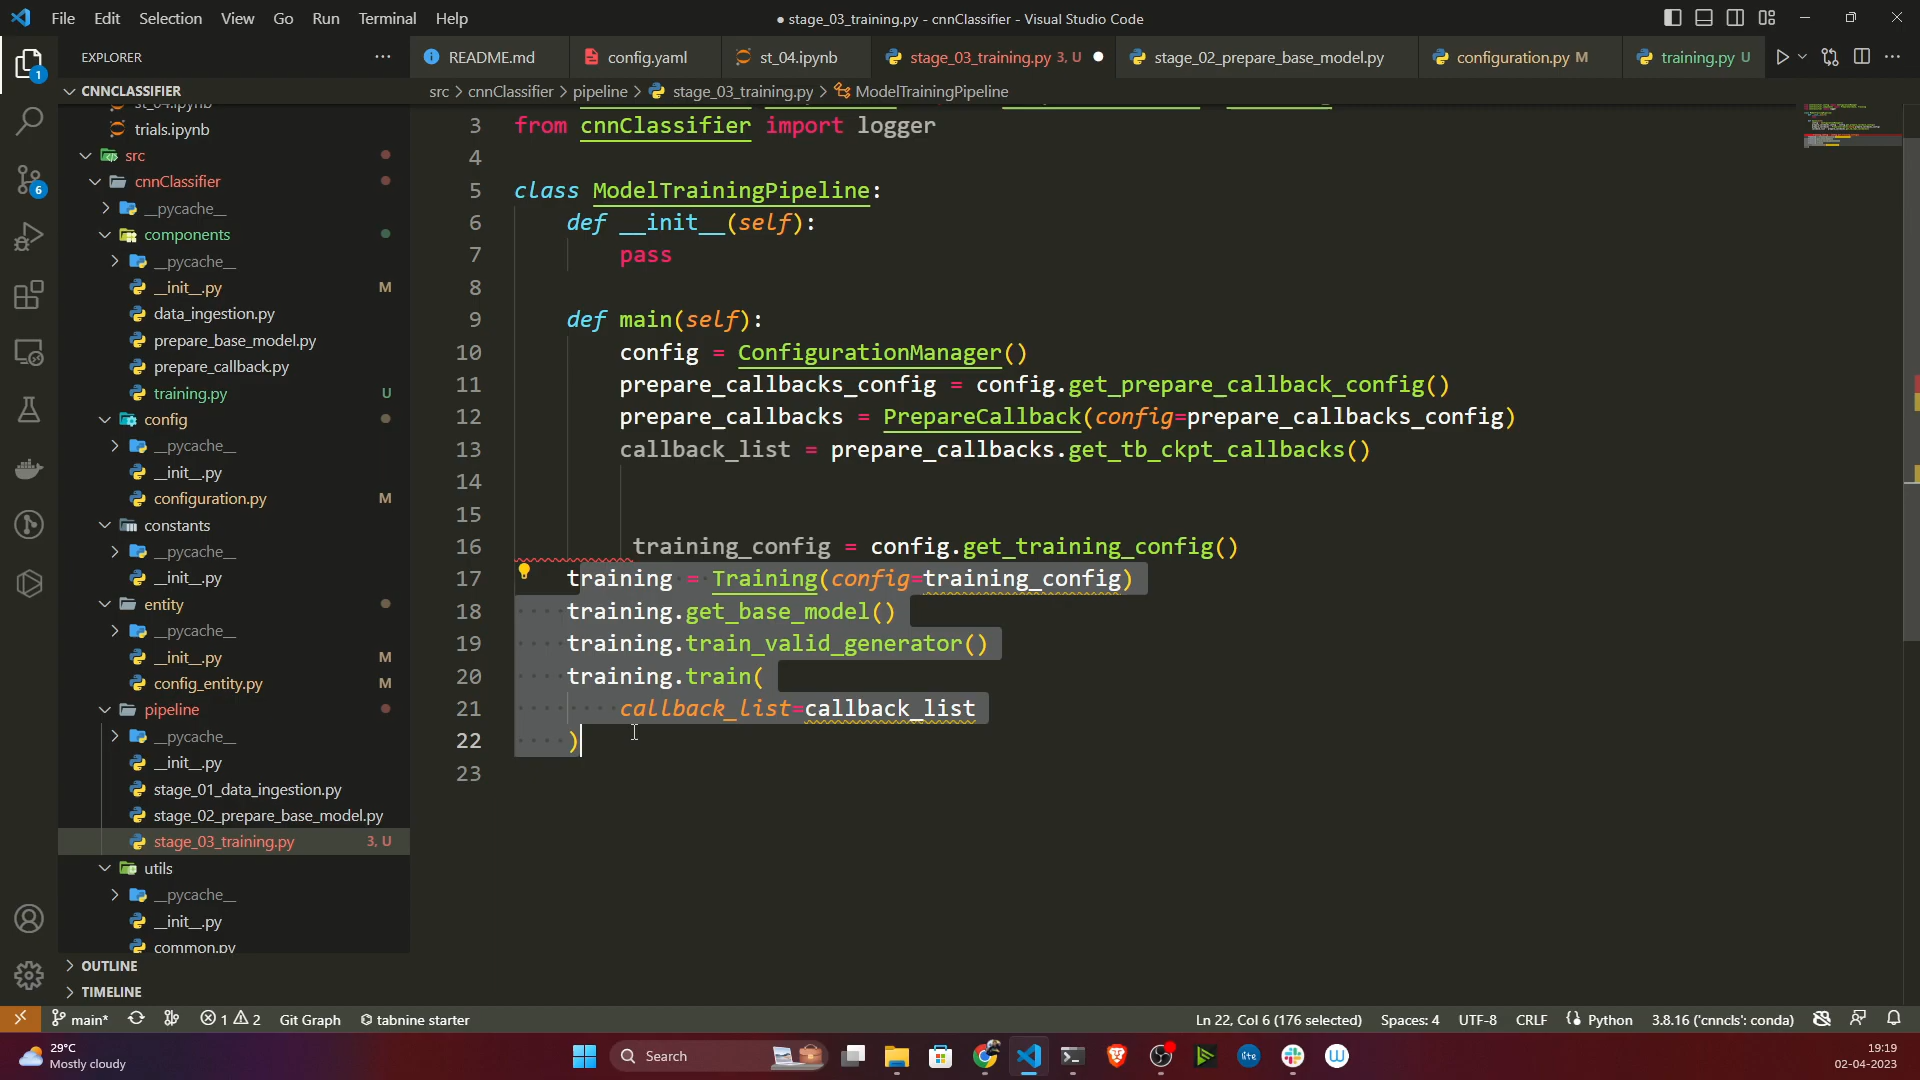 File Edit Selection View Go Run Terminal Help
● stage_03_training.py - cnnClassifier - Visual Studio Code
EXPLORER
README.md
config.yaml
st_04.ipynb
stage_03_training.py 3, U
stage_02_prepare_base_model.py
configuration.py M
training.py U
CNNCLASSIFIER
src > cnnClassifier > pipeline > stage_03_training.py > ModelTrainingPipeline
st_04.ipynb
trials.ipynb
src
cnnClassifier
__pycache__
components
__pycache__
__init__.py M
data_ingestion.py
prepare_base_model.py
prepare_callback.py
training.py U
config
__pycache__
__init__.py
configuration.py M
constants
__pycache__
__init__.py
entity
__pycache__
__init__.py M
config_entity.py M
pipeline
__pycache__
__init__.py
stage_01_data_ingestion.py
stage_02_prepare_base_model.py
stage_03_training.py 3, U
utils
__pycache__
__init__.py
common.py
OUTLINE
TIMELINE
1
6
3 from cnnClassifier import logger
4
5 class ModelTrainingPipeline:
6 def __init__(self):
7 pass
8
9 def main(self):
10 config = ConfigurationManager()
11 prepare_callbacks_config = config.get_prepare_callback_config()
12 prepare_callbacks = PrepareCallback(config=prepare_callbacks_config)
13 callback_list = prepare_callbacks.get_tb_ckpt_callbacks()
14
15
16 training_config = config.get_training_config()
17 training = Training(config=training_config)
18 training.get_base_model()
19 training.train_valid_generator()
20 training.train(
21 callback_list=callback_list
22 )
23
main* 1 2 Git Graph tabnine starter
Ln 22, Col 6 (176 selected) Spaces: 4 UTF-8 CRLF Python 3.8.16 ('cnncls': conda)
29°C
Mostly cloudy
Search
lite
19:19
02-04-2023